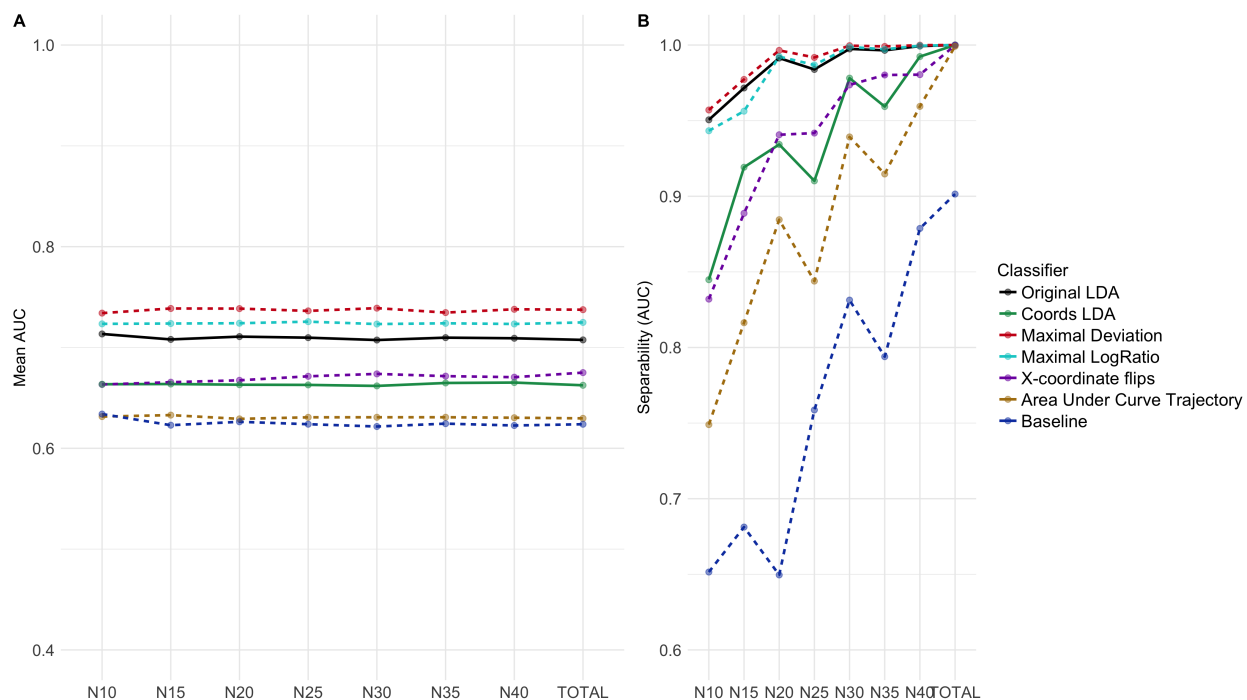 A
B
1.0
0.8
0.6
0.4
Mean AUC
N10 N15 N20 N25 N30 N35 N40 TOTAL
1.0
0.9
0.8
0.7
0.6
Separability (AUC)
N10 N15 N20 N25 N30 N35 N40 TOTAL
Classifier
Original LDA
Coords LDA
Maximal Deviation
Maximal LogRatio
X-coordinate flips
Area Under Curve Trajectory
Baseline